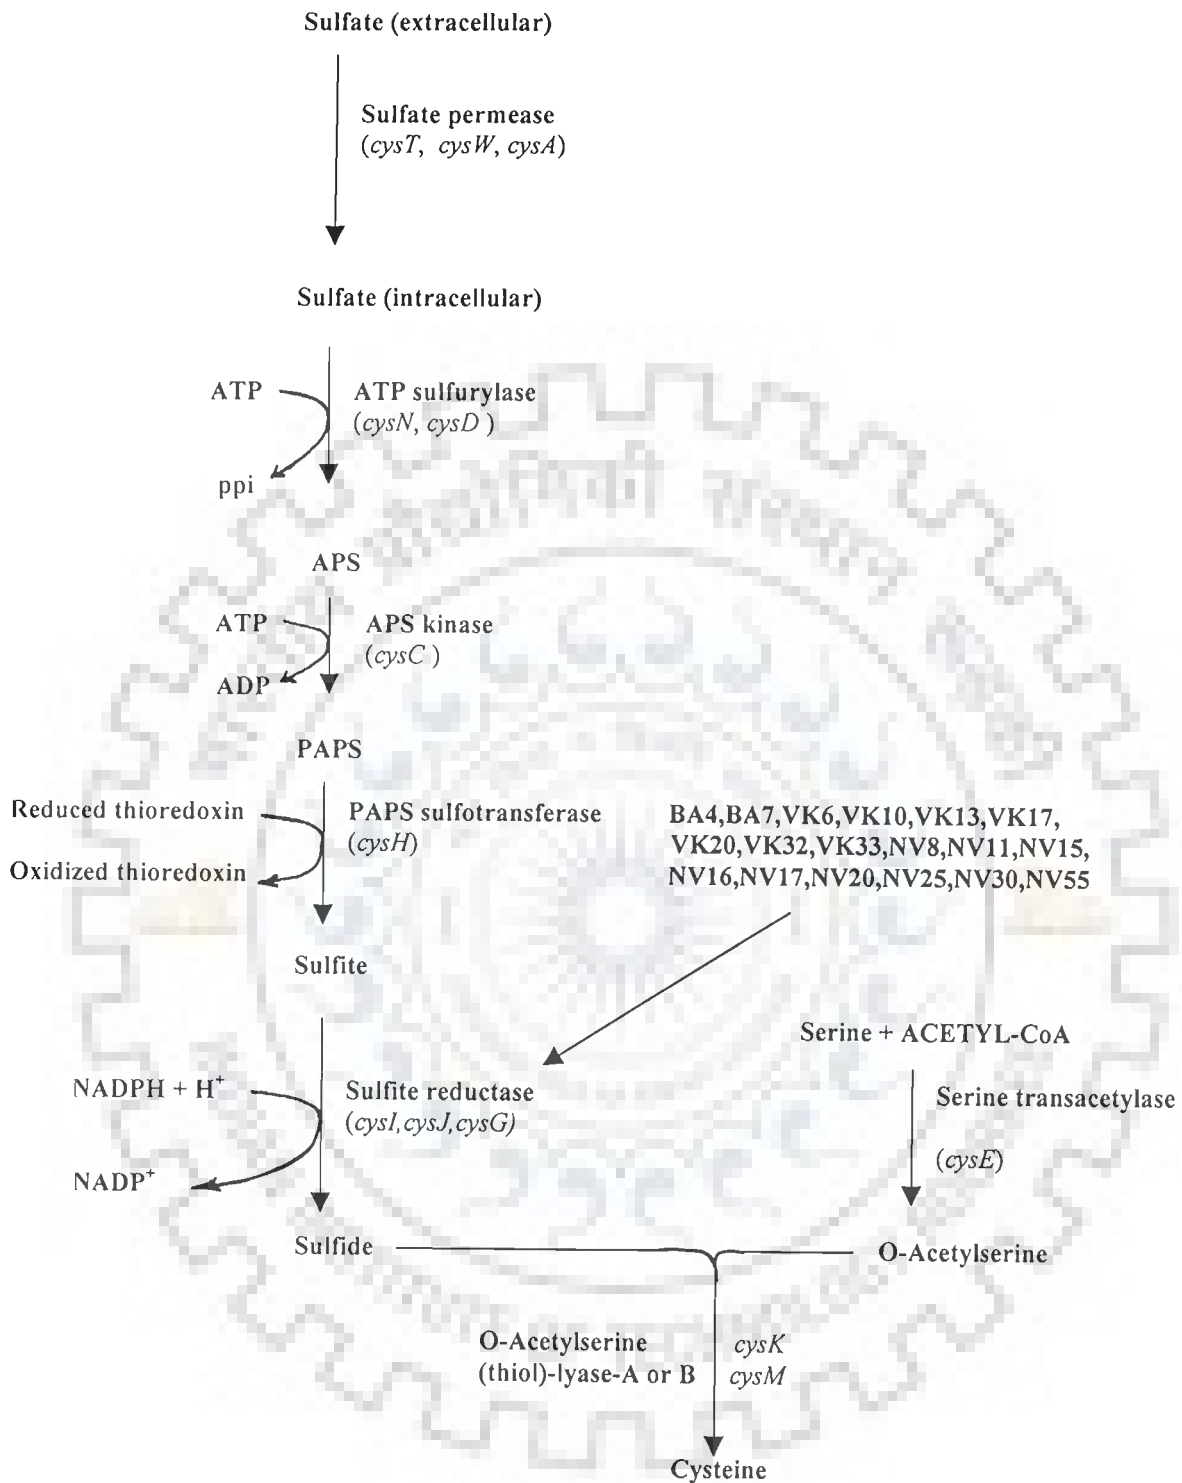 Sulfate (extracellular)
Sulfate permease
(cysT, cysW, cysA)
Sulfate (intracellular)
ATP
ATP sulfurylase
(cysN, cysD )
ppi
APS
ATP
APS kinase
(cysC )
ADP
PAPS
Reduced thioredoxin
PAPS sulfotransferase
(cysH)
Oxidized thioredoxin
BA4,BA7,VK6,VK10,VK13,VK17,
VK20,VK32,VK33,NV8,NV11,NV15,
NV16,NV17,NV20,NV25,NV30,NV55
Sulfite
Serine + ACETYL-CoA
NADPH + H⁺
Sulfite reductase
(cysI,cysJ,cysG)
Serine transacetylase
(cysE)
NADP⁺
Sulfide
O-Acetylserine
O-Acetylserine
(thiol)-lyase-A or B
cysK
cysM
Cysteine